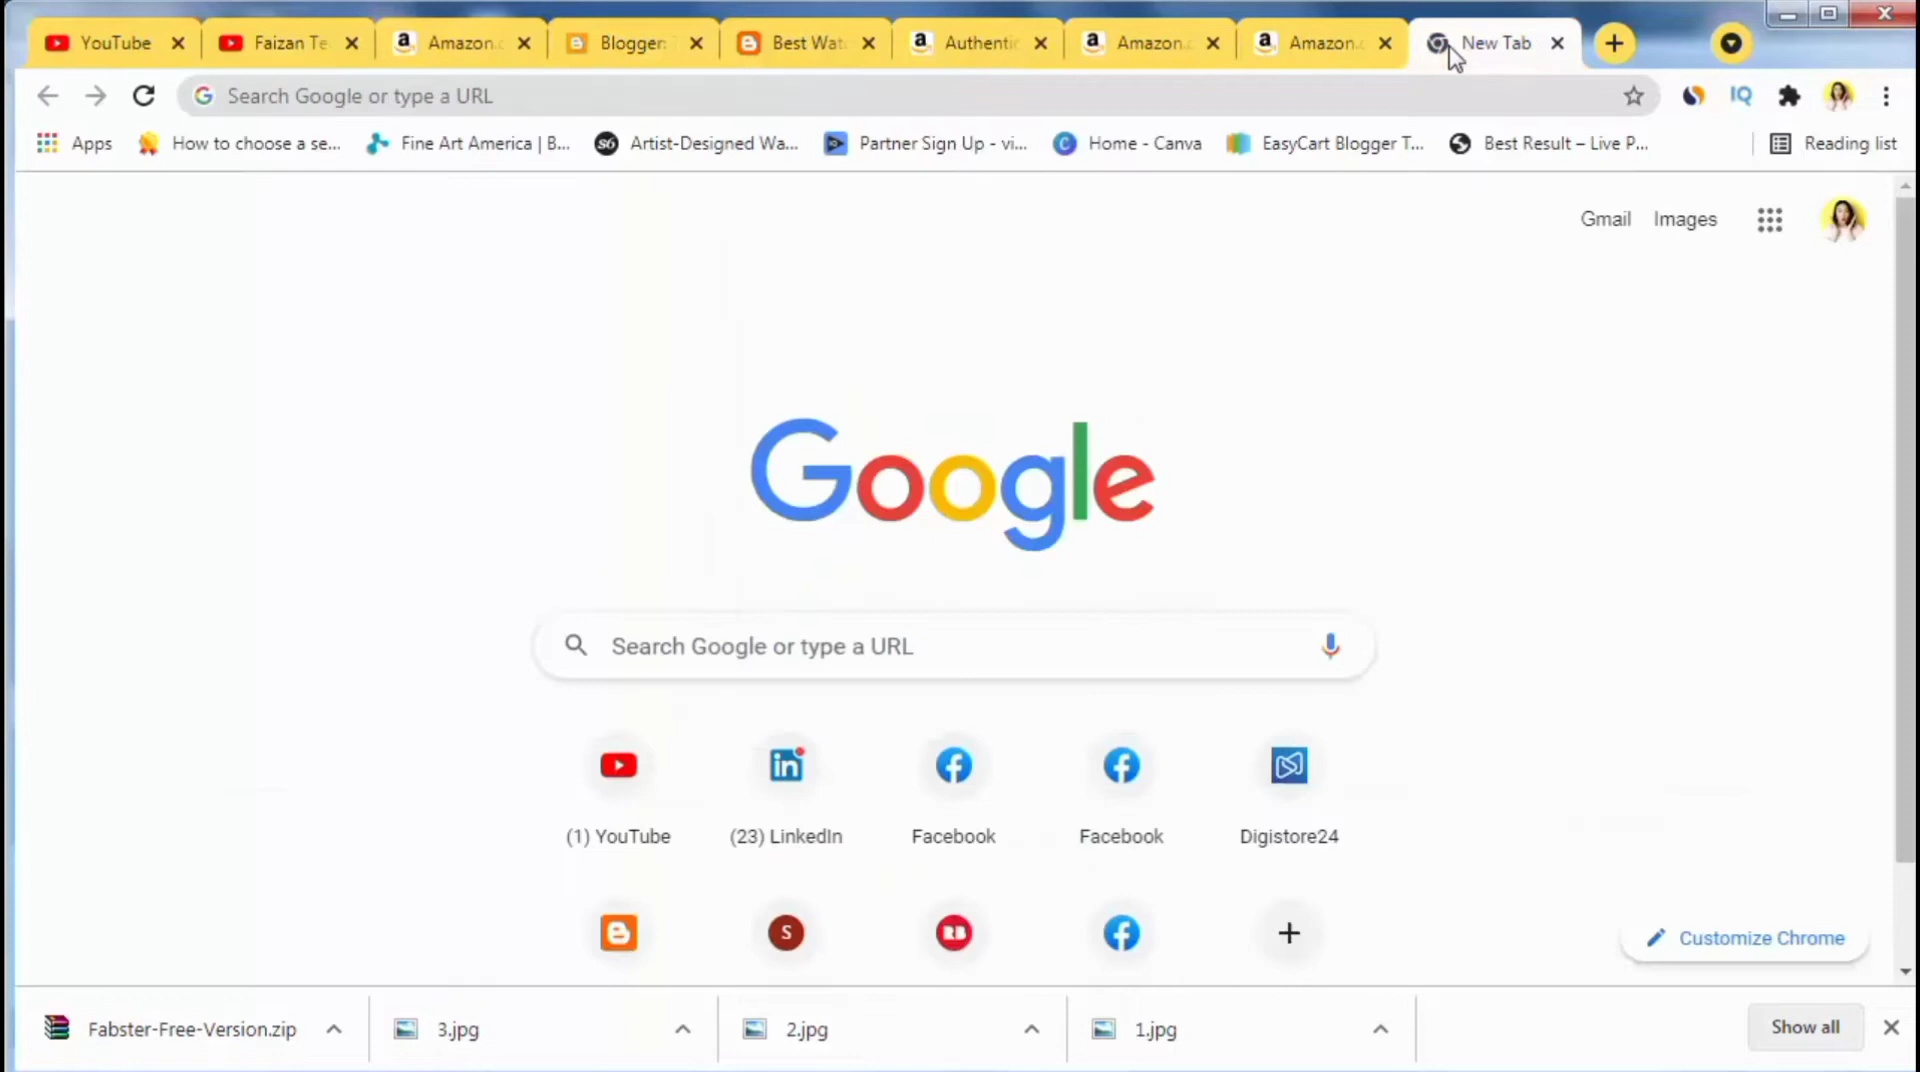 YouTube
Faizan Te
Amazon.c
Blogger: T
Best Wat
Authentic
Amazon.c
Amazon.c
New Tab
Search Google or type a URL
IQ
Apps
How to choose a se...
Fine Art America | B...
S6
Artist-Designed Wa...
Partner Sign Up - vi...
C
Home - Canva
EasyCart Blogger T...
Best Result – Live P...
Reading list
Gmail
Images
Google
Search Google or type a URL
(1) YouTube
(23) LinkedIn
Facebook
Facebook
Digistore24
S
RB
Customize Chrome
Fabster-Free-Version.zip
3.jpg
2.jpg
1.jpg
Show all